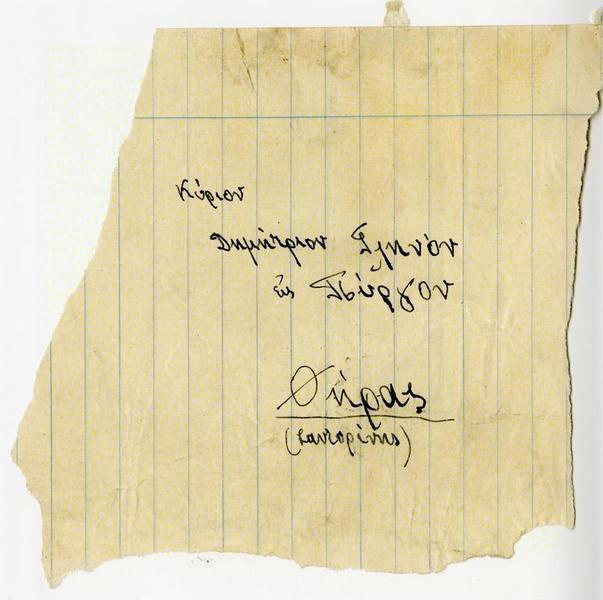 Κύριον
Δημήτριον
εἰς Πύργον
Θήρας
(Σαντορίνης)